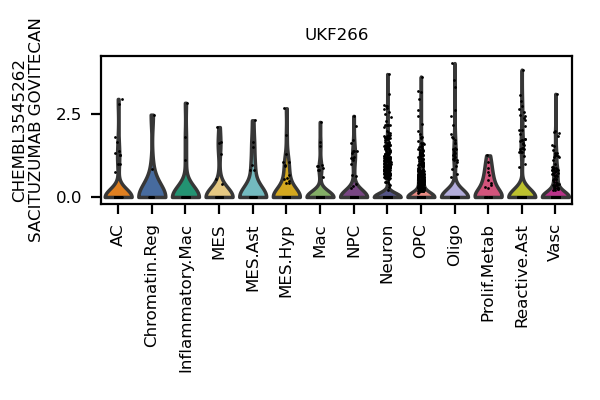 UKF266
CHEMBL3545262
SACITUZUMAB GOVITECAN
2.5
0.0
AC
Chromatin.Reg
Inflammatory.Mac
MES
MES.Ast
MES.Hyp
Mac
NPC
Neuron
OPC
Oligo
Prolif.Metab
Reactive.Ast
Vasc